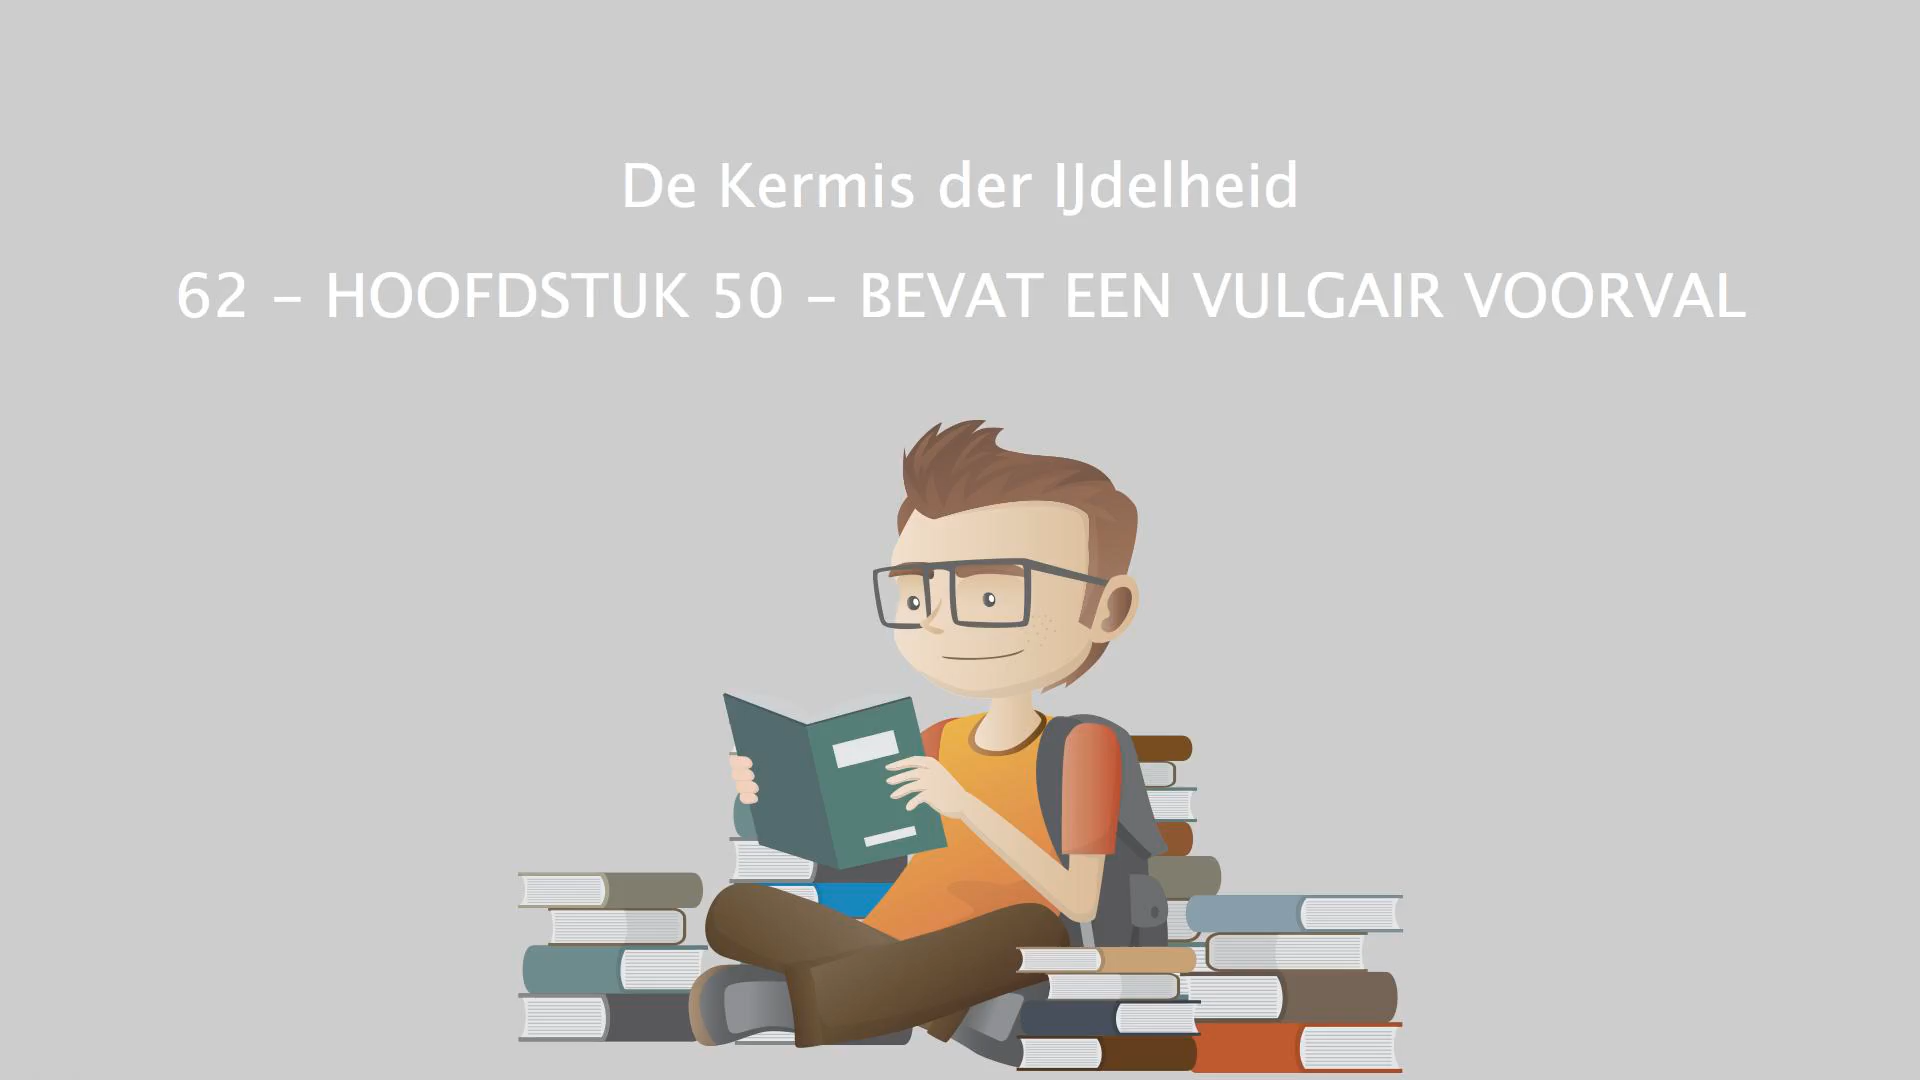 De Kermis der IJdelheid
62 – HOOFDSTUK 50 – BEVAT EEN VULGAIR VOORVAL